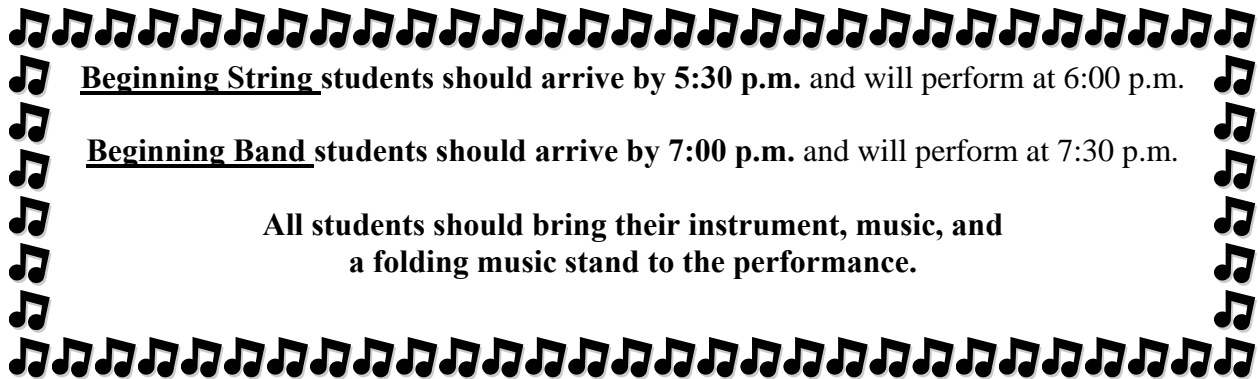 Beginning String students should arrive by 5:30 p.m. and will perform at 6:00 p.m.
Beginning Band students should arrive by 7:00 p.m. and will perform at 7:30 p.m.
All students should bring their instrument, music, and
a folding music stand to the performance.